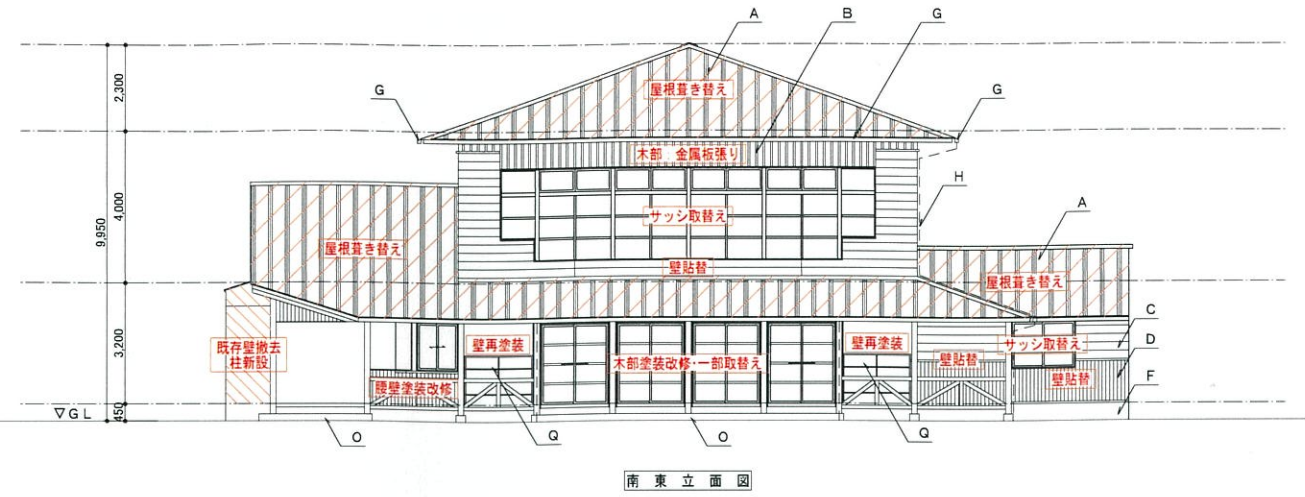 A
B
G
G
G
屋根葺き替え
木部 金属板張り
H
A
サッシ取替え
屋根葺き替え
壁貼替
屋根葺き替え
2,300
4,000
9,950
3,200
450
C
D
F
既存壁撤去
柱新設
壁再塗装
木部塗装改修・一部取替え
壁再塗装
サッシ取替え
壁貼替
壁貼替
腰壁塗装改修
▽GL
O
Q
O
Q
南東立面図